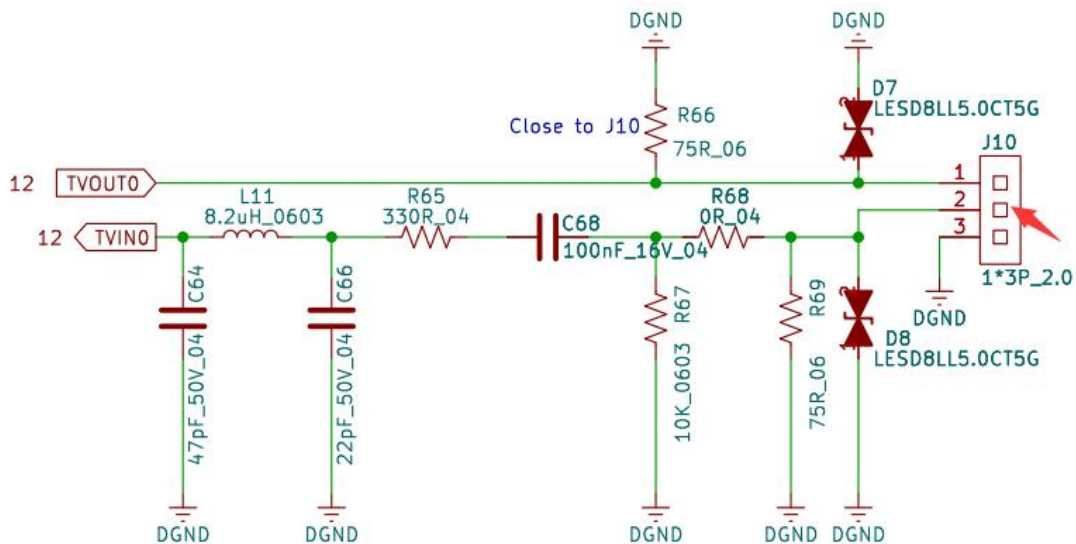 DGND
DGND
D7
LESD8LL5.0CT5G
Close to J10
R66
75R_06
J10
12
TVOUT0
1
L11
8.2uH_0603
R65
330R_04
R68
0R_04
2
12
TVIN0
C68
100nF_16V_04
3
1*3P_2.0
C64
47pF_50V_04
C66
22pF_50V_04
R67
10K_0603
R69
75R_06
DGND
D8
LESD8LL5.0CT5G
DGND
DGND
DGND
DGND
DGND